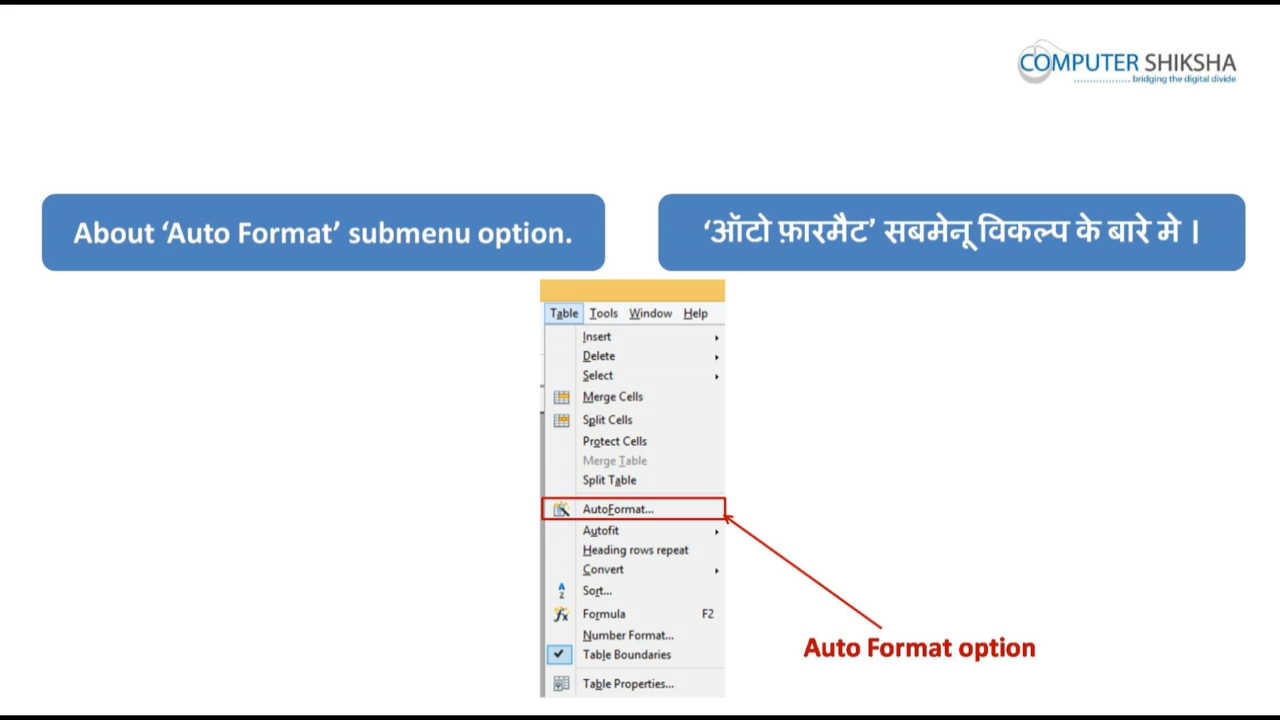 COMPUTER SHIKSHA
.................. bridging the digital divide
About ‘Auto Format’ submenu option.
‘ऑटो फ़ारमैट’ सबमेनू विकल्प के बारे मे |
Table Tools Window Help
Insert
Delete
Select
Merge Cells
Split Cells
Protect Cells
Merge Table
Split Table
AutoFormat...
Autofit
Heading rows repeat
Convert
Sort...
Formula F2
Number Format...
Table Boundaries
Table Properties...
Auto Format option